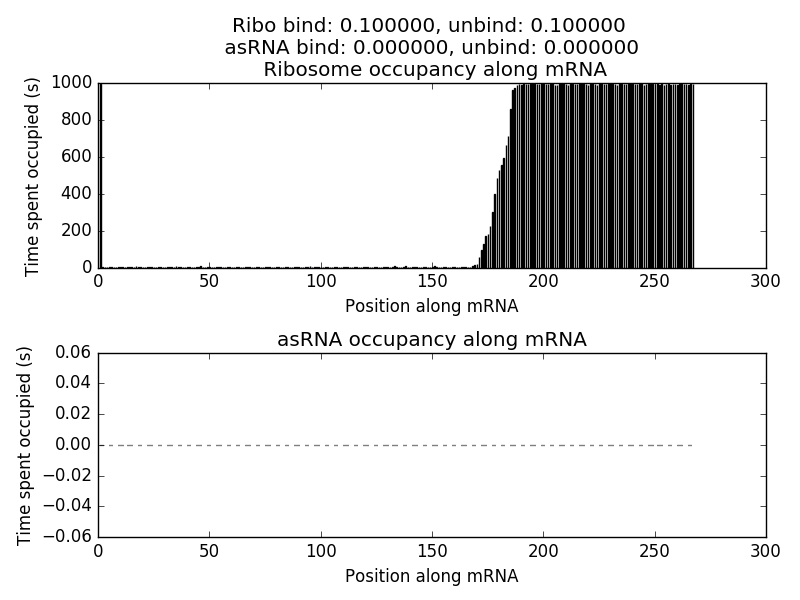 Ribo bind: 0.100000, unbind: 0.100000
asRNA bind: 0.000000, unbind: 0.000000
Ribosome occupancy along mRNA
Time spent occupied (s)
1000
800
600
400
200
0
0 50 100 150 200 250 300
Position along mRNA
asRNA occupancy along mRNA
Time spent occupied (s)
0.06
0.04
0.02
0.00
−0.02
−0.04
−0.06
0 50 100 150 200 250 300
Position along mRNA